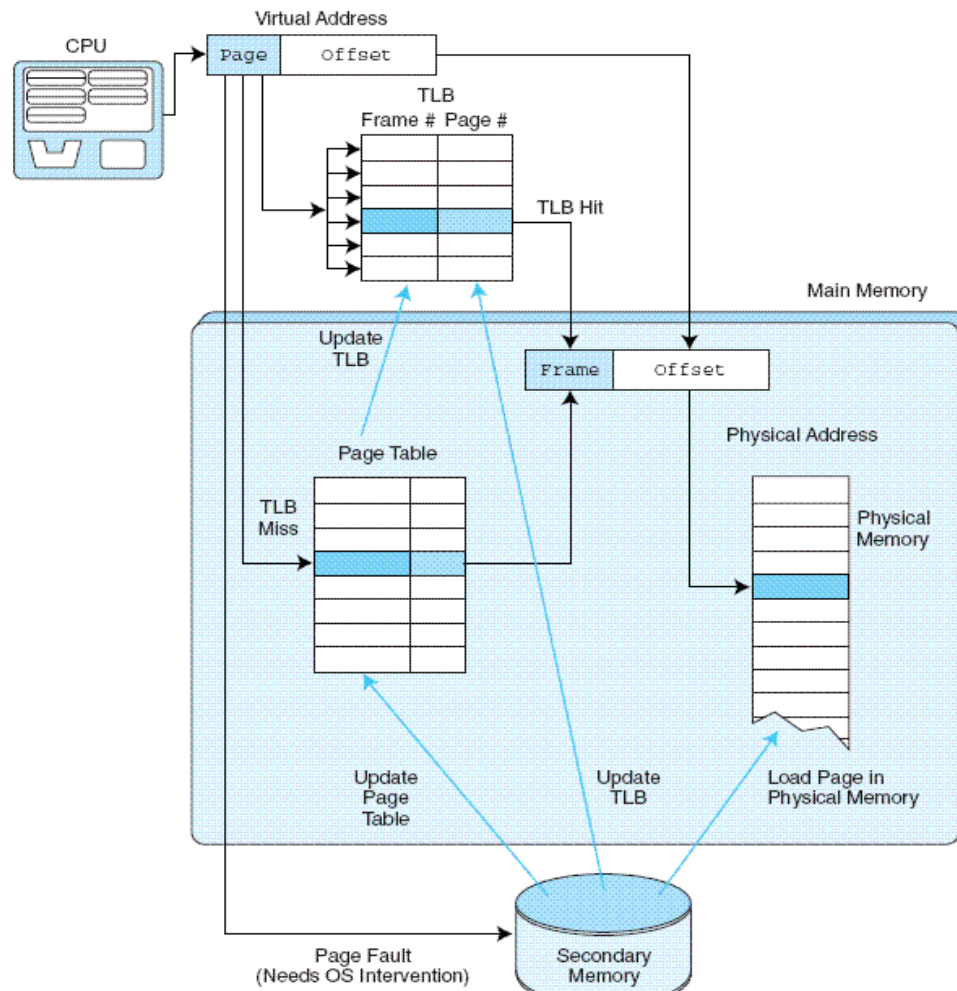 Virtual Address
CPU
Page
Offset
TLB
Frame # Page #
TLB Hit
Main Memory
Update
TLB
Frame
Offset
Page Table
Physical Address
TLB
Miss
Physical
Memory
Update
Page
Table
Update
TLB
Load Page in
Physical Memory
Page Fault
(Needs OS Intervention)
Secondary
Memory